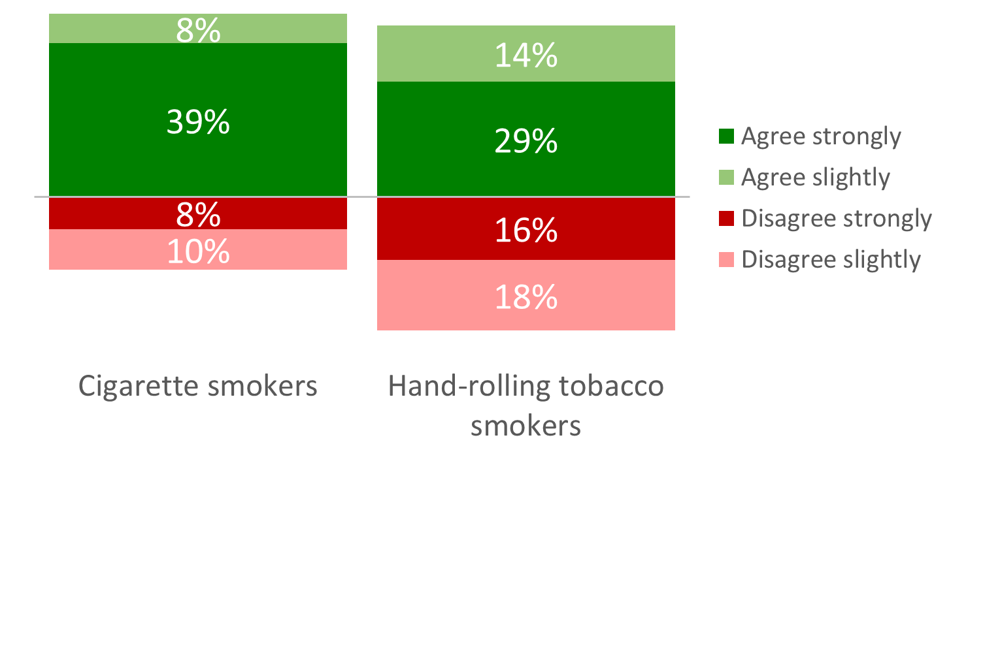 8%
39%
8%
10%
14%
29%
16%
18%
Agree strongly
Agree slightly
Disagree strongly
Disagree slightly
Cigarette smokers
Hand-rolling tobacco
smokers